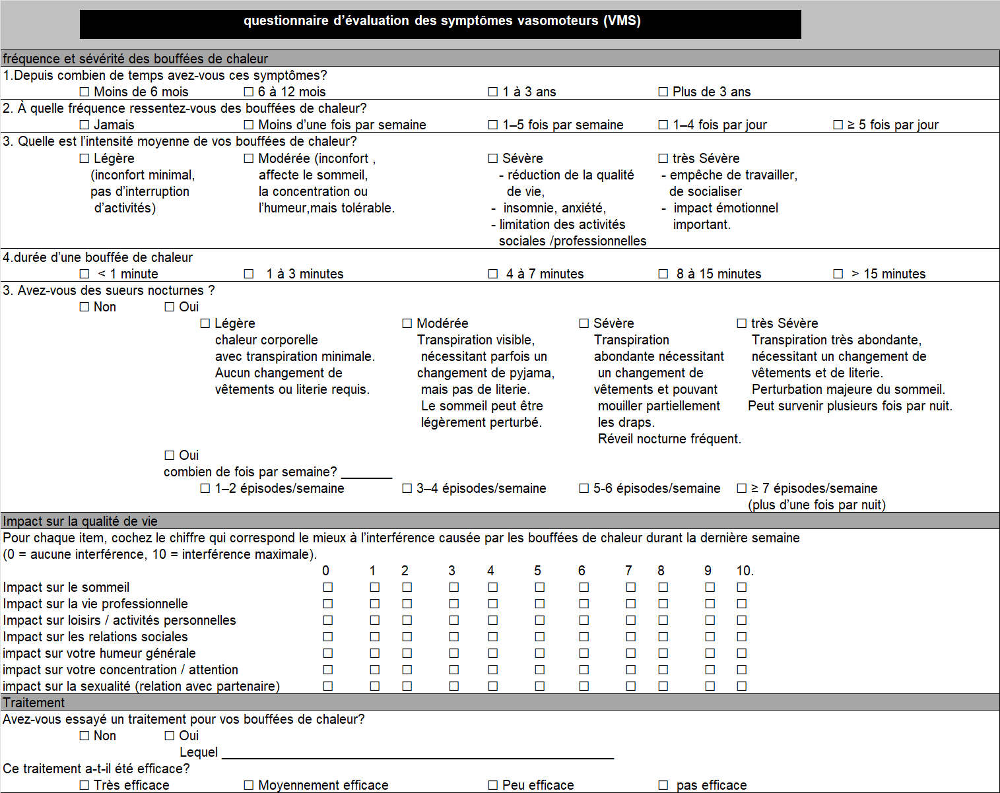 questionnaire d’évaluation des symptômes vasomoteurs (VMS)
fréquence et sévérité des bouffées de chaleur
1.Depuis combien de temps avez-vous ces symptômes?
☐ Moins de 6 mois ☐ 6 à 12 mois ☐ 1 à 3 ans ☐ Plus de 3 ans
2. À quelle fréquence ressentez-vous des bouffées de chaleur?
☐ Jamais ☐ Moins d’une fois par semaine ☐ 1–5 fois par semaine ☐ 1–4 fois par jour ☐ ≥ 5 fois par jour
3. Quelle est l’intensité moyenne de vos bouffées de chaleur?
☐ Légère ☐ Modérée (inconfort , ☐ Sévère ☐ très Sévère
(inconfort minimal, affecte le sommeil, - réduction de la qualité - empêche de travailler,
pas d’interruption la concentration ou de vie, de socialiser
d’activités) l’humeur,mais tolérable. - insomnie, anxiété, - impact émotionnel
- limitation des activités important.
sociales /professionnelles
4.durée d’une bouffée de chaleur
☐ < 1 minute ☐ 1 à 3 minutes ☐ 4 à 7 minutes ☐ 8 à 15 minutes ☐ > 15 minutes
3. Avez-vous des sueurs nocturnes ?
☐ Non ☐ Oui
☐ Légère ☐ Modérée ☐ Sévère ☐ très Sévère
chaleur corporelle Transpiration visible, Transpiration Transpiration très abondante,
avec transpiration minimale. nécessitant parfois un abondante nécessitant nécessitant un changement de
Aucun changement de changement de pyjama, un changement de vêtements et de literie.
vêtements ou literie requis. mais pas de literie. vêtements et pouvant Perturbation majeure du sommeil.
Le sommeil peut être mouiller partiellement Peut survenir plusieurs fois par nuit.
légèrement perturbé. les draps.
Réveil nocturne fréquent.
☐ Oui
combien de fois par semaine? _______
☐ 1–2 épisodes/semaine ☐ 3–4 épisodes/semaine ☐ 5-6 épisodes/semaine ☐ ≥ 7 épisodes/semaine
(plus d’une fois par nuit)
Impact sur la qualité de vie
Pour chaque item, cochez le chiffre qui correspond le mieux à l’interférence causée par les bouffées de chaleur durant la dernière semaine
(0 = aucune interférence, 10 = interférence maximale).
0 1 2 3 4 5 6 7 8 9 10.
Impact sur le sommeil ☐ ☐ ☐ ☐ ☐ ☐ ☐ ☐ ☐ ☐ ☐
Impact sur la vie professionnelle ☐ ☐ ☐ ☐ ☐ ☐ ☐ ☐ ☐ ☐ ☐
Impact sur loisirs / activités personnelles ☐ ☐ ☐ ☐ ☐ ☐ ☐ ☐ ☐ ☐ ☐
Impact sur les relations sociales ☐ ☐ ☐ ☐ ☐ ☐ ☐ ☐ ☐ ☐ ☐
impact sur votre humeur générale ☐ ☐ ☐ ☐ ☐ ☐ ☐ ☐ ☐ ☐ ☐
impact sur votre concentration / attention ☐ ☐ ☐ ☐ ☐ ☐ ☐ ☐ ☐ ☐ ☐
impact sur la sexualité (relation avec partenaire) ☐ ☐ ☐ ☐ ☐ ☐ ☐ ☐ ☐ ☐ ☐
Traitement
Avez-vous essayé un traitement pour vos bouffées de chaleur?
☐ Non ☐ Oui
Lequel ______________________________________________________
Ce traitement a-t-il été efficace?
☐ Très efficace ☐ Moyennement efficace ☐ Peu efficace ☐ pas efficace